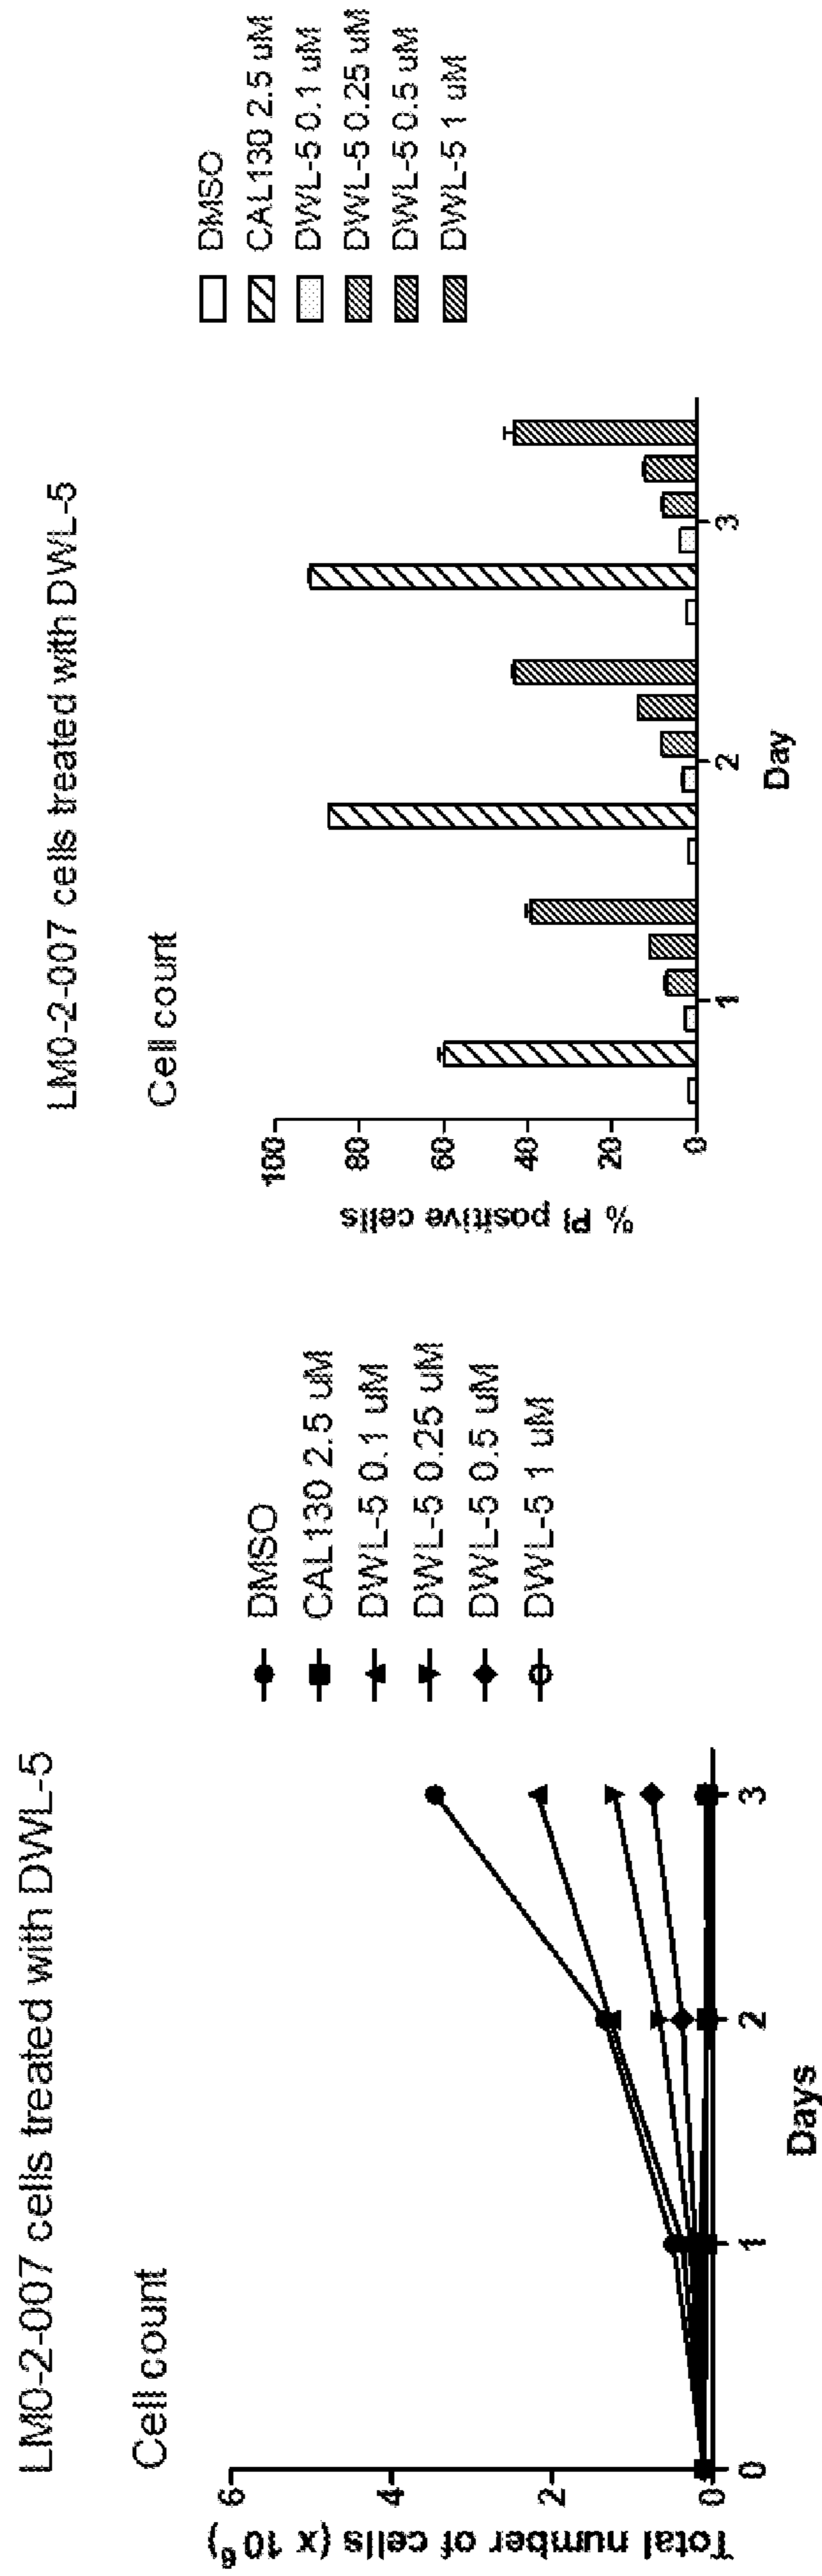 LM0-2-007 cells treated with DWL-5
Cell count
Total number of cells (x 10⁶)
6
4
2
0
0 1 2 3
Days
DMSO
CAL130 2.5 uM
DWL-5 0.1 uM
DWL-5 0.25 uM
DWL-5 0.5 uM
DWL-5 1 uM
LM0-2-007 cells treated with DWL-5
Cell count
% PI positive cells
100
80
60
40
20
0
1 2 3
Day
DMSO
CAL130 2.5 uM
DWL-5 0.1 uM
DWL-5 0.25 uM
DWL-5 0.5 uM
DWL-5 1 uM